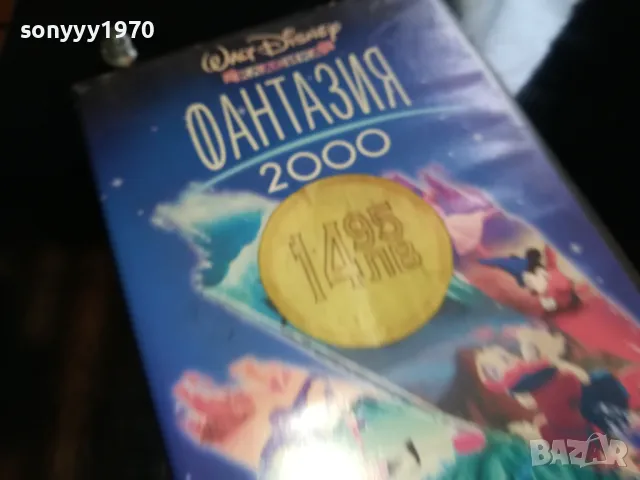 sonyyy1970
WALT DISNEY
ФАНТАЗИЯ
2000
14 95
ЛВ
BAZAR